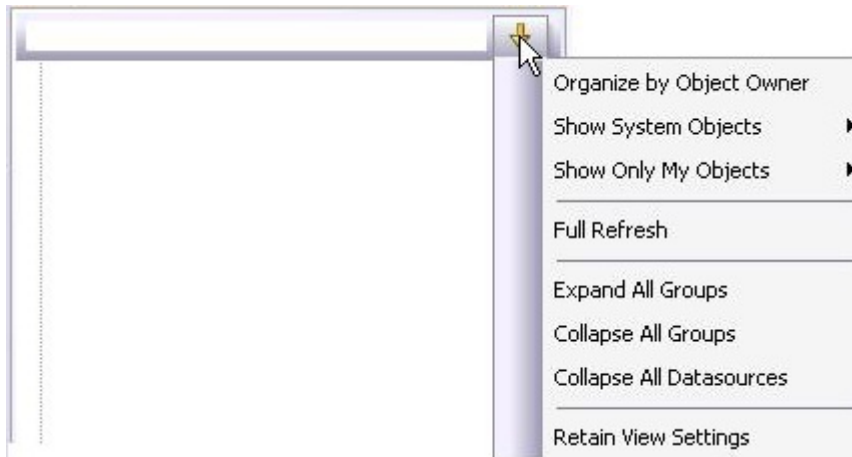 Organize by Object Owner
Show System Objects
Show Only My Objects
Full Refresh
Expand All Groups
Collapse All Groups
Collapse All Datasources
Retain View Settings